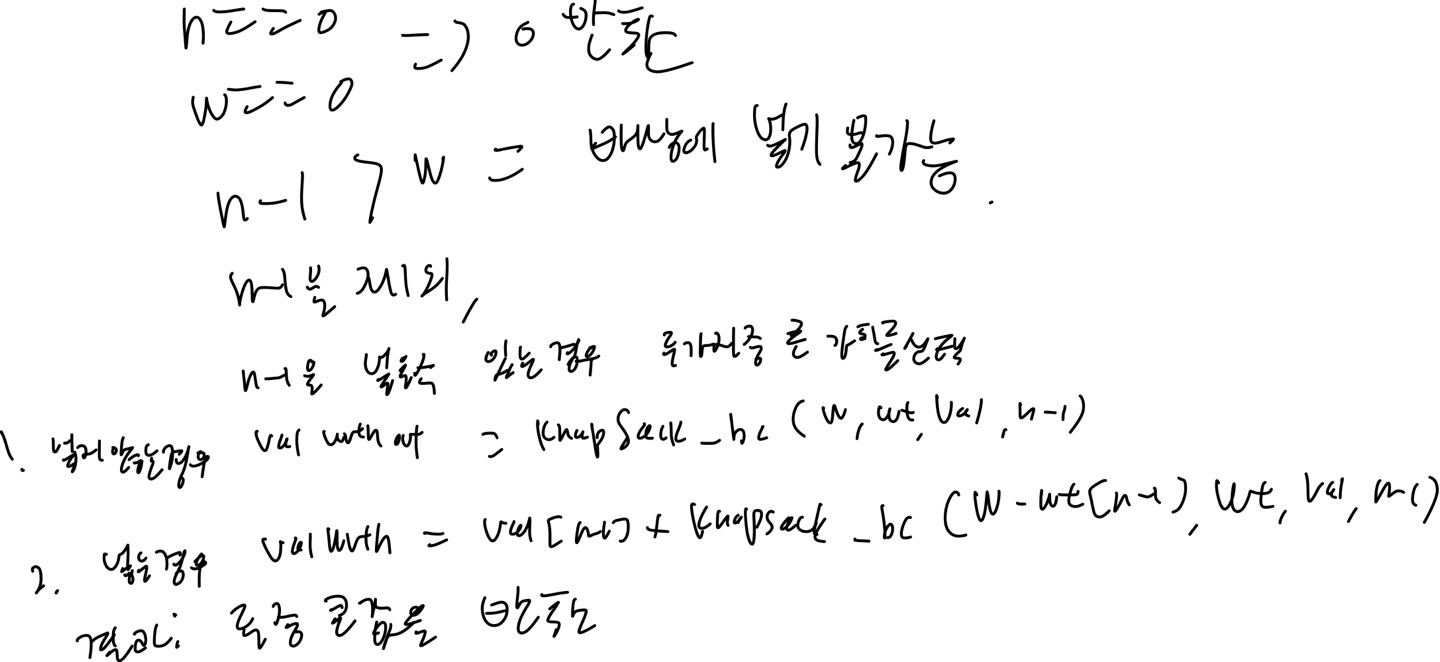 n==0 => 0 반환
w==0
n-1 > W = 배낭에 넣기 불가능.
n-1을 제외,
n-1을 넣을수 있는경우 두가지중 큰 가치를선택
1. 넣지않는경우 val without = knapSack_bc (W, wt, Val, n-1)
2. 넣는경우 val with = val [n-1] + knapsack_bc (W-wt[n-1), wt, Val, n-1)
결과: 둘중 큰값을 반환